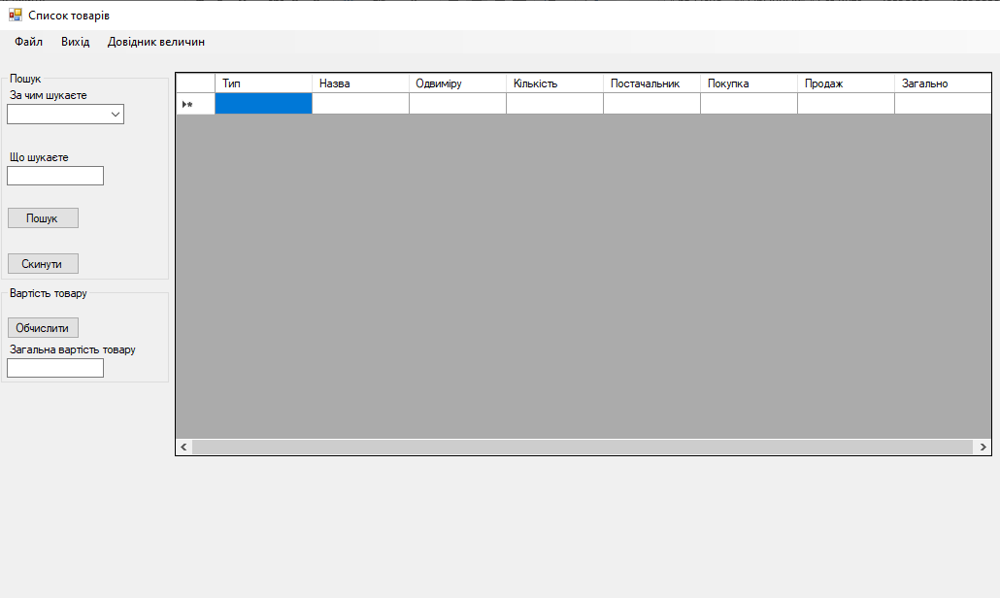 Список товарів
Файл Вихід Довідник величин
Пошук
За чим шукаєте
Що шукаєте
Пошук
Скинути
Вартість товару
Обчислити
Загальна вартість товару
Тип Назва Одвиміру Кількість Постачальник Покупка Продаж Загально